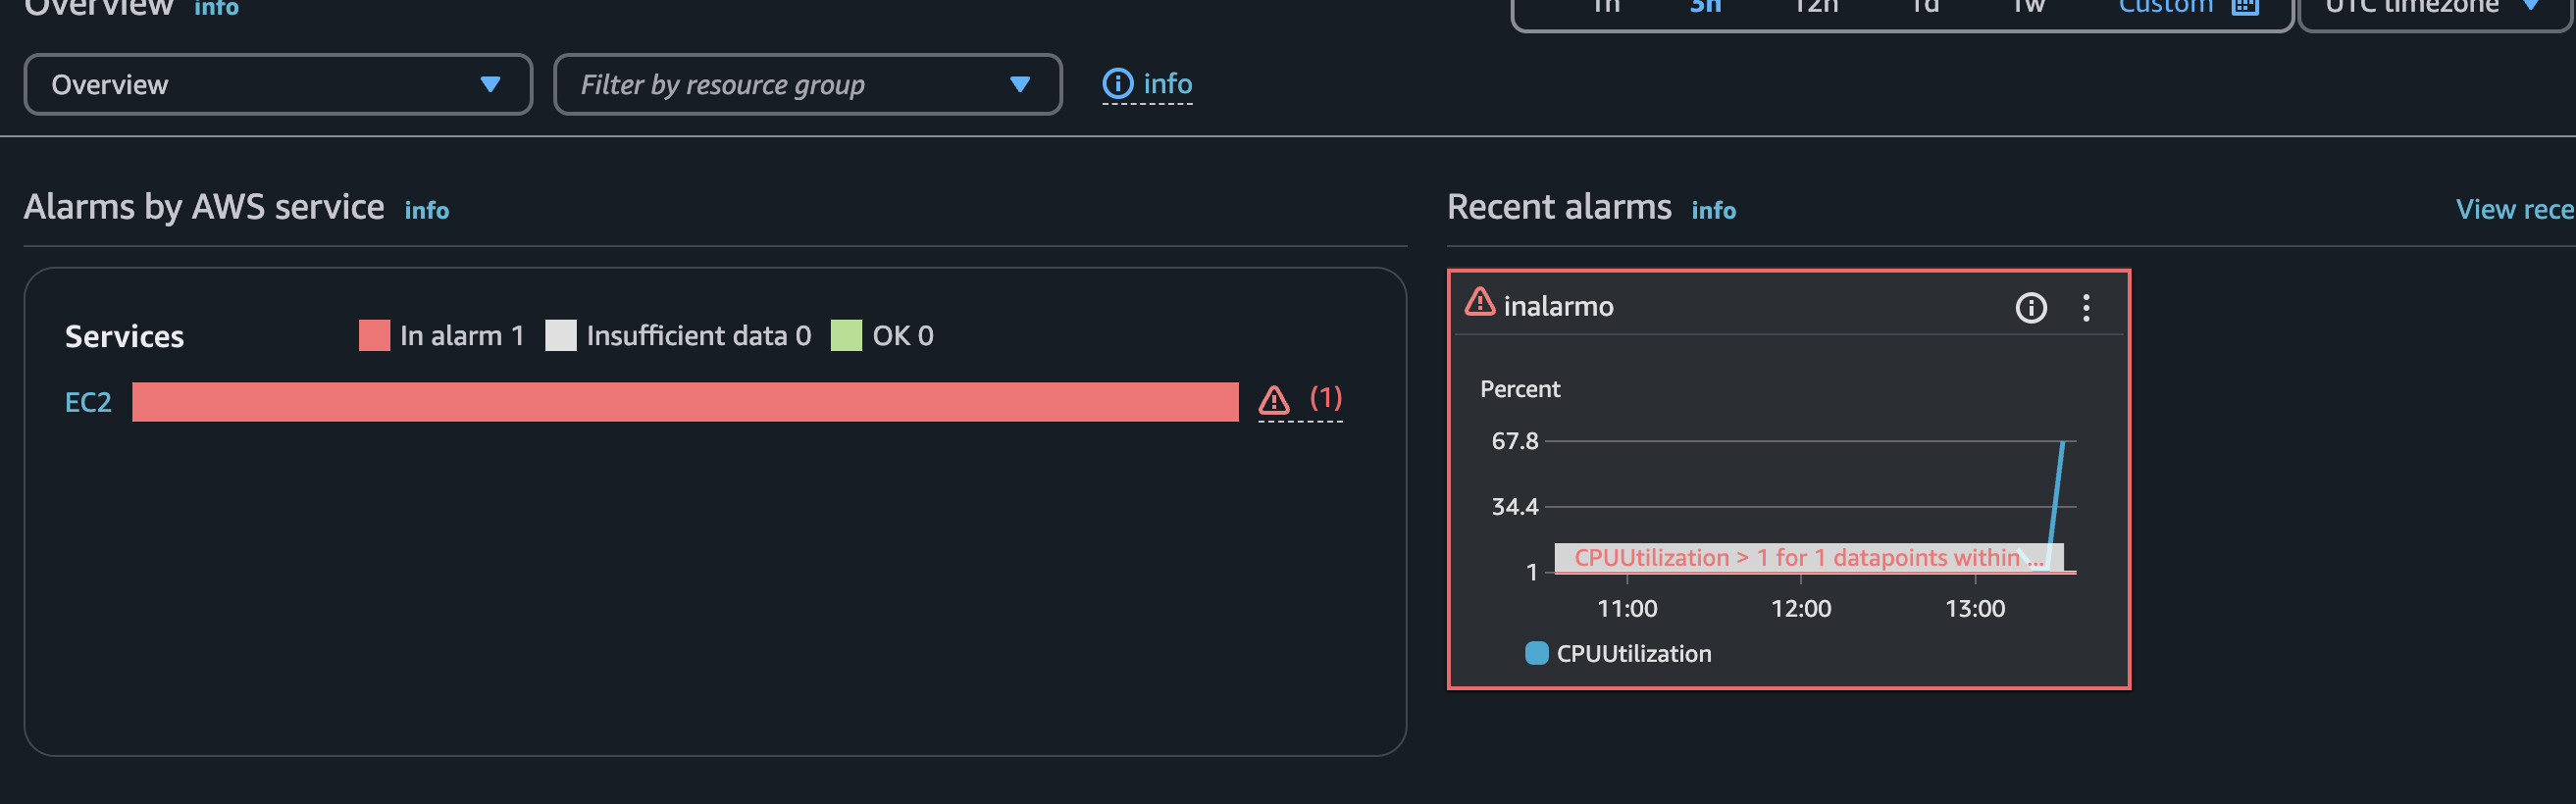 Overview info
1h 3h 12h 1d 1w Custom UTC timezone
Overview Filter by resource group info
Alarms by AWS service info
Recent alarms info View rece
Services In alarm 1 Insufficient data 0 OK 0
EC2 (1)
inalarmo
Percent
67.8
34.4
CPUUtilization > 1 for 1 datapoints within ...
1
11:00 12:00 13:00
CPUUtilization